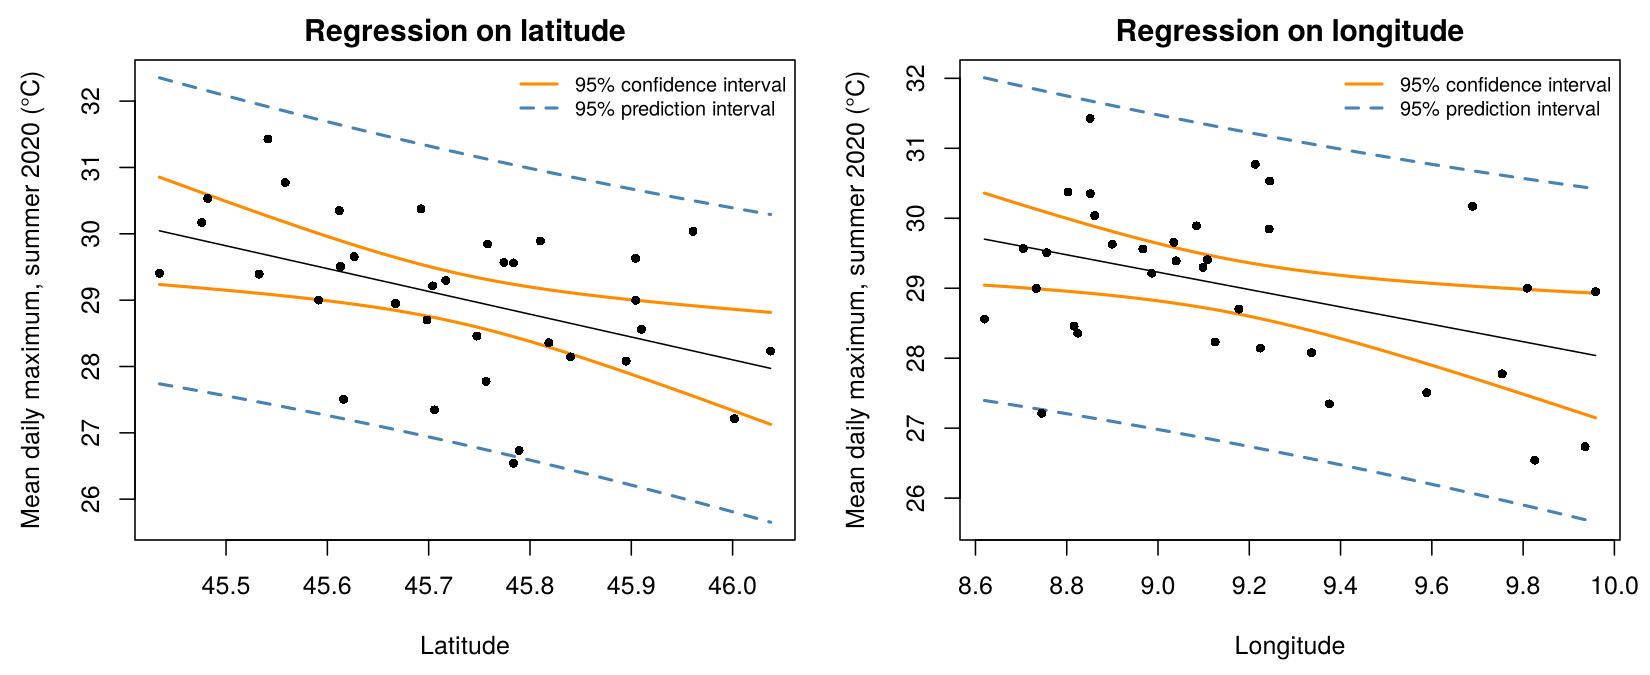 Regression on latitude
Mean daily maximum, summer 2020 (°C)
32
31
30
29
28
27
26
95% confidence interval
95% prediction interval
45.5 45.6 45.7 45.8 45.9 46.0
Latitude
Regression on longitude
Mean daily maximum, summer 2020 (°C)
32
31
30
29
28
27
26
95% confidence interval
95% prediction interval
8.6 8.8 9.0 9.2 9.4 9.6 9.8 10.0
Longitude